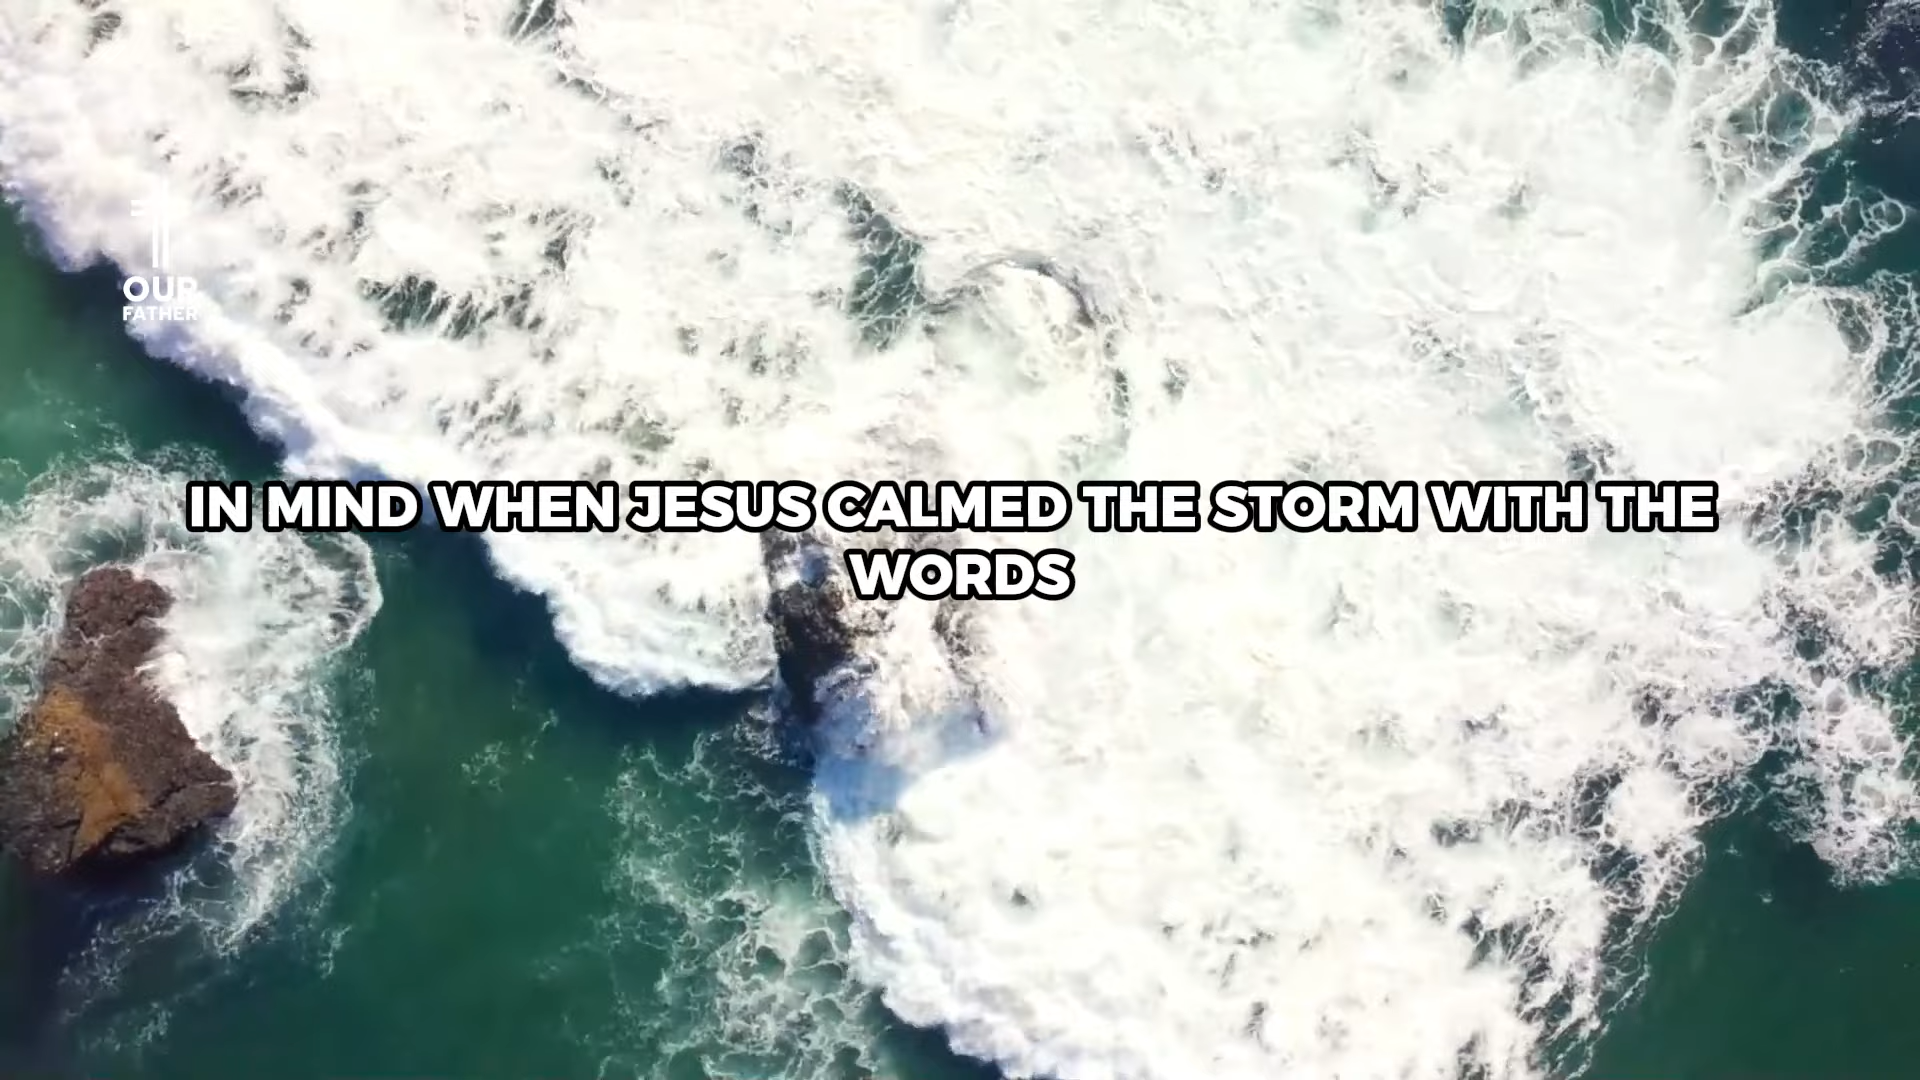 OUR
FATHER
IN MIND WHEN JESUS CALMED THE STORM WITH THE
WORDS